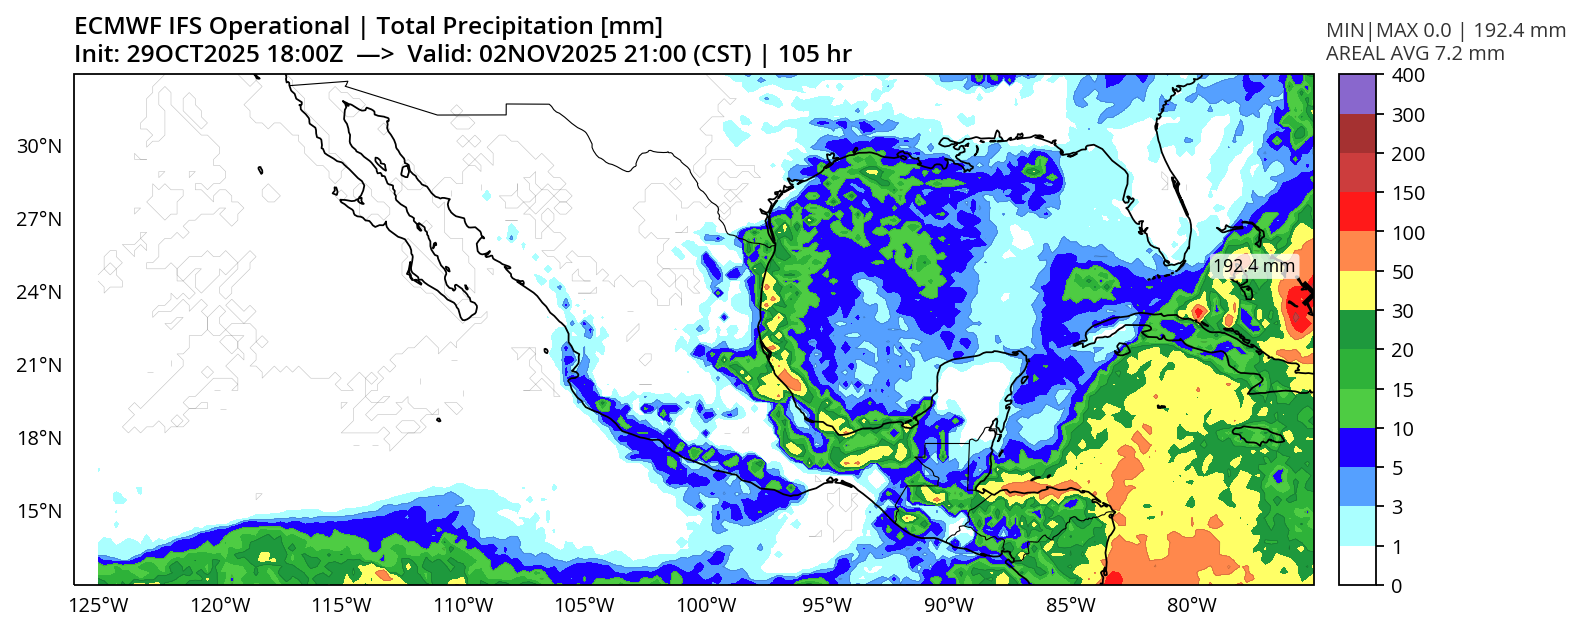 ECMWF IFS Operational | Total Precipitation [mm]
Init: 29OCT2025 18:00Z —> Valid: 02NOV2025 21:00 (CST) | 105 hr
MIN|MAX 0.0 | 192.4 mm
AREAL AVG 7.2 mm
30°N
27°N
24°N
21°N
18°N
15°N
192.4 mm
400
300
200
150
100
50
30
20
15
10
5
3
1
0
125°W 120°W 115°W 110°W 105°W 100°W 95°W 90°W 85°W 80°W